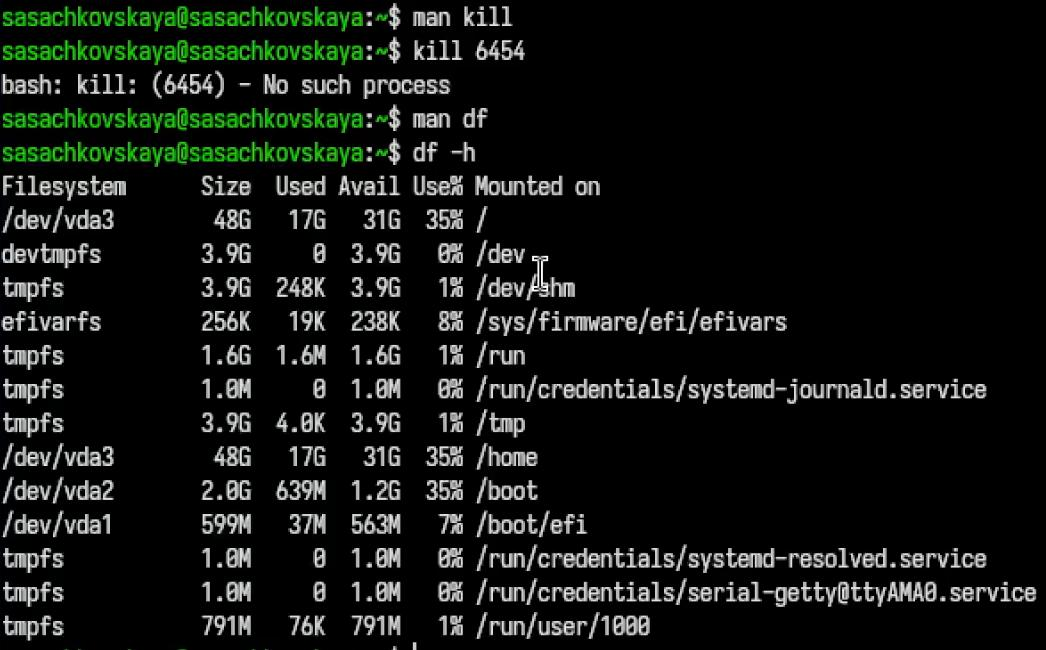 sasachkovskaya@sasachkovskaya:~$ man kill
sasachkovskaya@sasachkovskaya:~$ kill 6454
bash: kill: (6454) - No such process
sasachkovskaya@sasachkovskaya:~$ man df
sasachkovskaya@sasachkovskaya:~$ df -h
Filesystem      Size  Used Avail Use% Mounted on
/dev/vda3        48G   17G   31G  35% /
devtmpfs        3.9G     0  3.9G   0% /dev
tmpfs           3.9G  248K  3.9G   1% /dev/shm
efivarfs        256K   19K  238K   8% /sys/firmware/efi/efivars
tmpfs           1.6G  1.6M  1.6G   1% /run
tmpfs           1.0M     0  1.0M   0% /run/credentials/systemd-journald.service
tmpfs           3.9G  4.0K  3.9G   1% /tmp
/dev/vda3        48G   17G   31G  35% /home
/dev/vda2       2.0G  639M  1.2G  35% /boot
/dev/vda1       599M   37M  563M   7% /boot/efi
tmpfs           1.0M     0  1.0M   0% /run/credentials/systemd-resolved.service
tmpfs           1.0M     0  1.0M   0% /run/credentials/serial-getty@ttyAMA0.service
tmpfs           791M   76K  791M   1% /run/user/1000